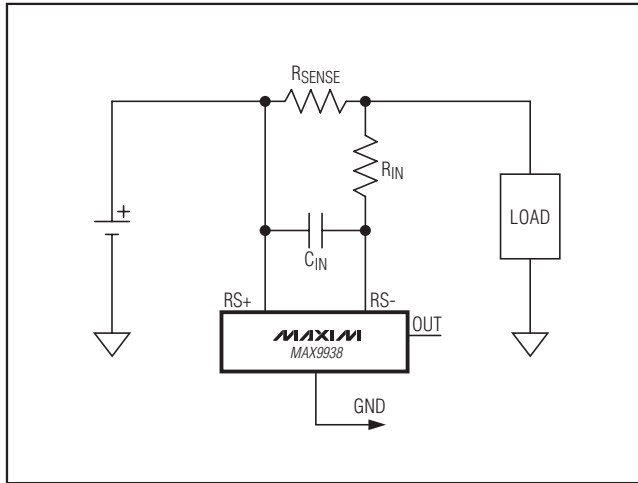 RSENSE
RIN
+
LOAD
CIN
RS+ RS-
MAXIM OUT
MAX9938
GND